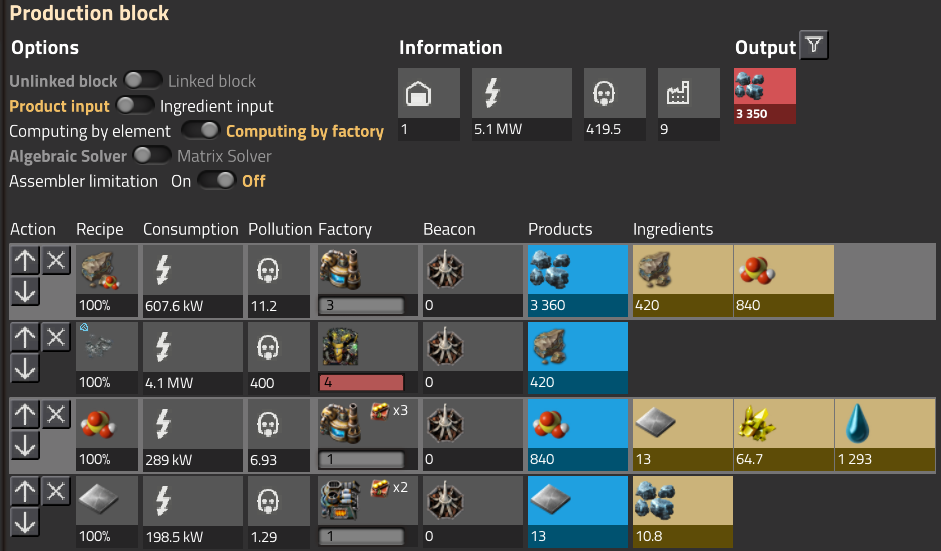 Production block
Options
Information
Output
Unlinked block Linked block
Product input Ingredient input
Computing by element Computing by factory
Algebraic Solver Matrix Solver
Assembler limitation On Off
1
5.1 MW
419.5
9
3 350
Action Recipe Consumption Pollution Factory Beacon Products Ingredients
100% 607.6 kW 11.2 3 0 3 360 420 840
100% 4.1 MW 400 4 0 420
x3
100% 289 kW 6.93 1 0 840 13 64.7 1 293
x2
100% 198.5 kW 1.29 1 0 13 10.8